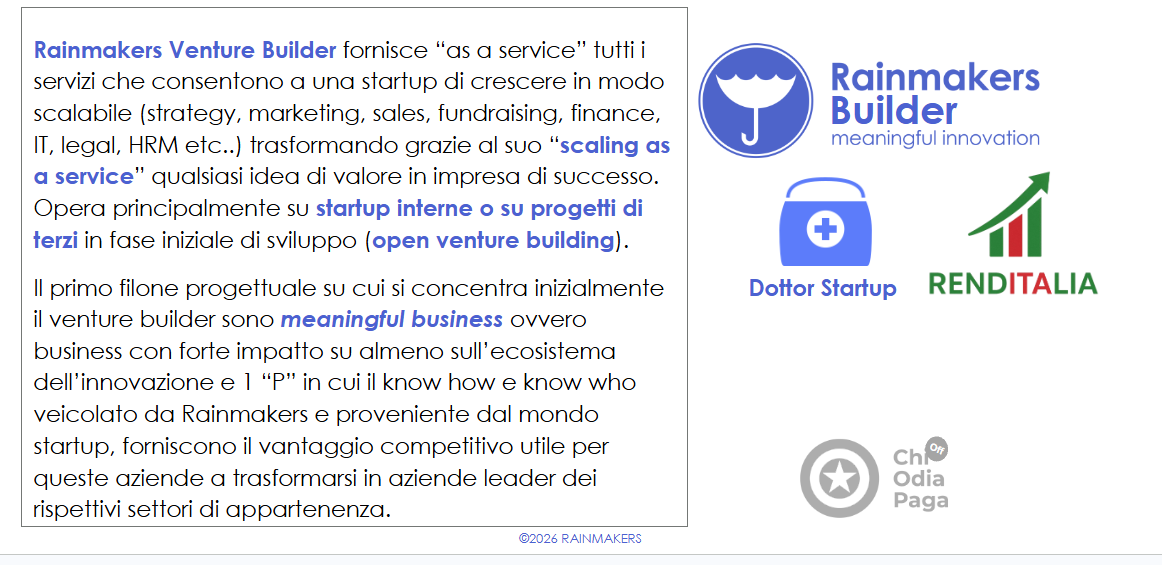 Rainmakers Venture Builder fornisce “as a service” tutti i
servizi che consentono a una startup di crescere in modo
scalabile (strategy, marketing, sales, fundraising, finance,
IT, legal, HRM etc..) trasformando grazie al suo “scaling as
a service” qualsiasi idea di valore in impresa di successo.
Opera principalmente su startup interne o su progetti di
terzi in fase iniziale di sviluppo (open venture building).
Il primo filone progettuale su cui si concentra inizialmente
il venture builder sono meaningful business ovvero
business con forte impatto su almeno sull’ecosistema
dell’innovazione e 1 “P” in cui il know how e know who
veicolato da Rainmakers e proveniente dal mondo
startup, forniscono il vantaggio competitivo utile per
queste aziende a trasformarsi in aziende leader dei
rispettivi settori di appartenenza.
Rainmakers
Builder
meaningful innovation
Dottor Startup
RENDITALIA
Chi Off
Odia
Paga
©2026 RAINMAKERS